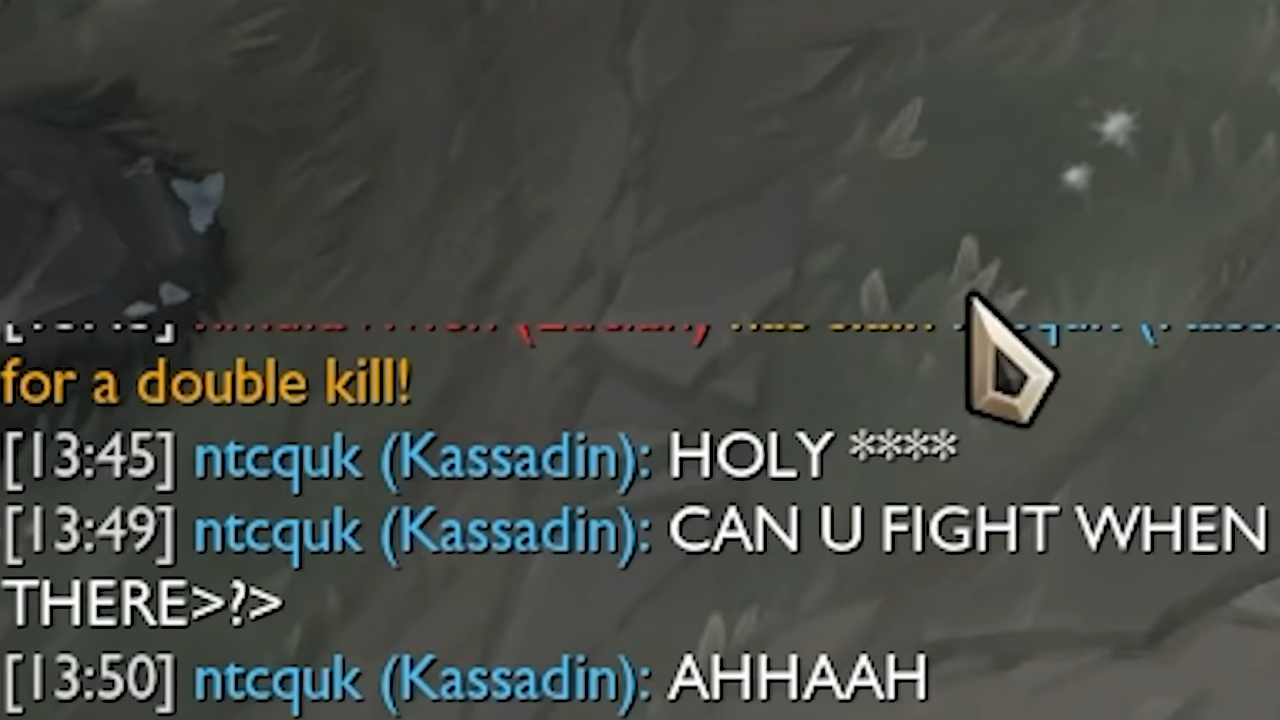 for a double kill!
[13:45] ntcquk (Kassadin): HOLY ****
[13:49] ntcquk (Kassadin): CAN U FIGHT WHEN
THERE>?>
[13:50] ntcquk (Kassadin): AHHAAH